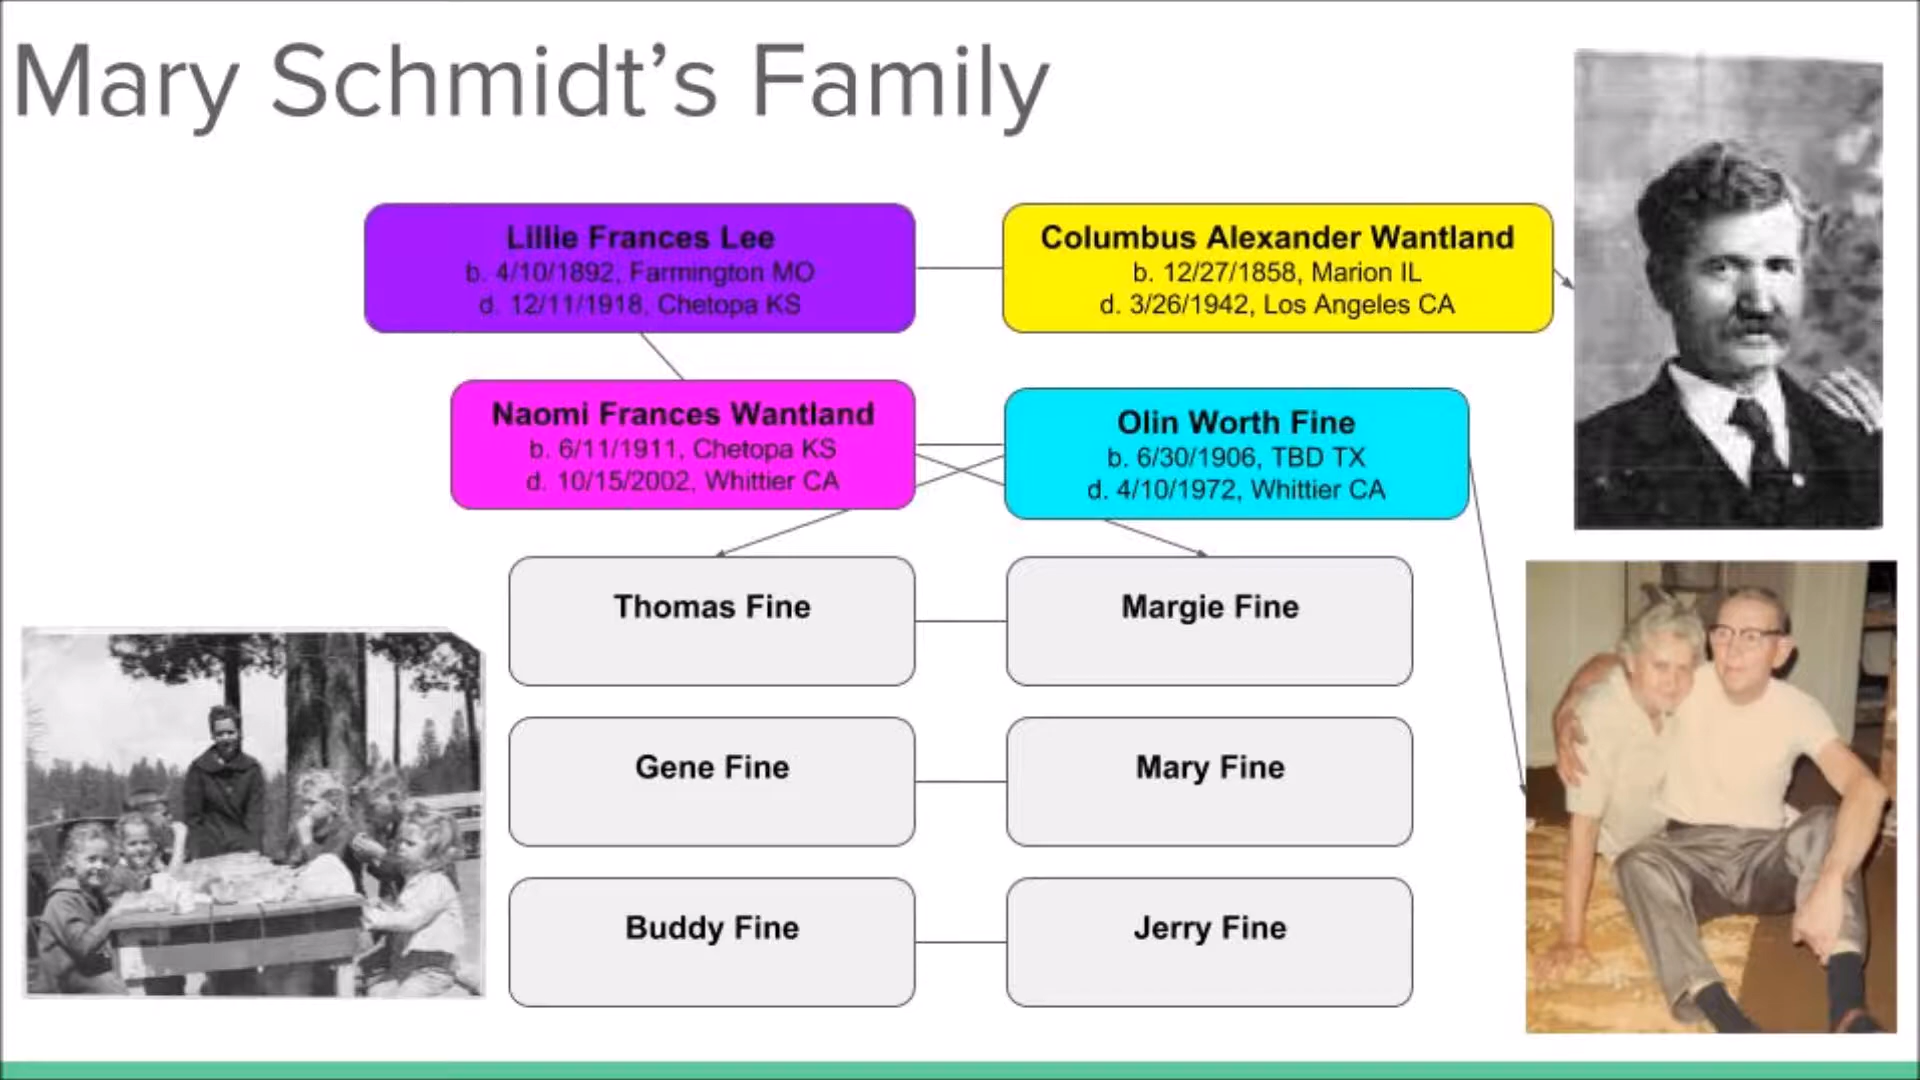 Mary Schmidt's Family
Lillie Frances Lee
b. 4/10/1892, Farmington MO
d. 12/11/1918, Chetopa KS
Columbus Alexander Wantland
b. 12/27/1858, Marion IL
d. 3/26/1942, Los Angeles CA
Naomi Frances Wantland
b. 6/11/1911, Chetopa KS
d. 10/15/2002, Whittier CA
Olin Worth Fine
b. 6/30/1906, TBD TX
d. 4/10/1972, Whittier CA
Thomas Fine
Margie Fine
Gene Fine
Mary Fine
Buddy Fine
Jerry Fine